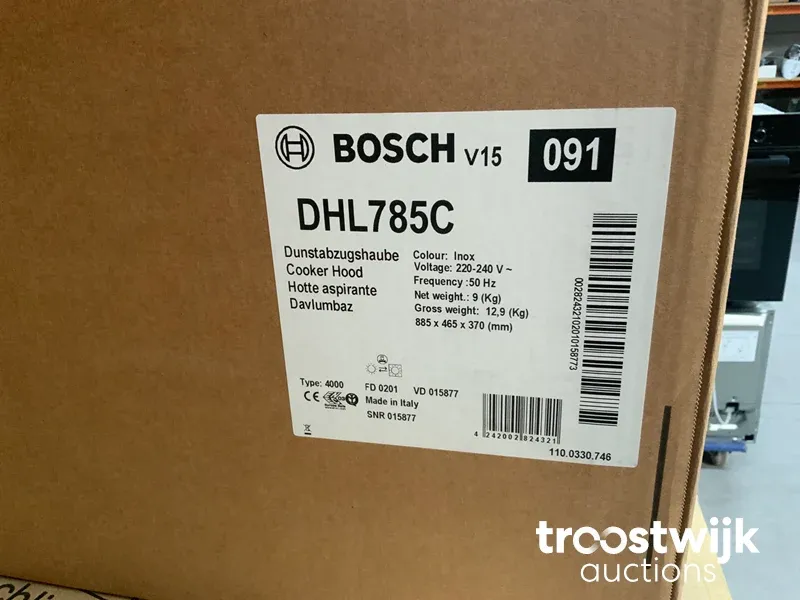 BOSCH V15 091
DHL785C
Dunstabzugshaube
Cooker Hood
Hotte aspirante
Davlumbaz
Colour: Inox
Voltage: 220-240 V ~
Frequency :50 Hz
Net weight.: 9 (Kg)
Gross weight: 12,9 (Kg)
885 x 465 x 370 (mm)
00282432102010158773
Type: 4000 FD 0201 VD 015877
CE
Made in Italy
SNR 015877
4 242002 824321
110.0330.746
troostwijk
auctions